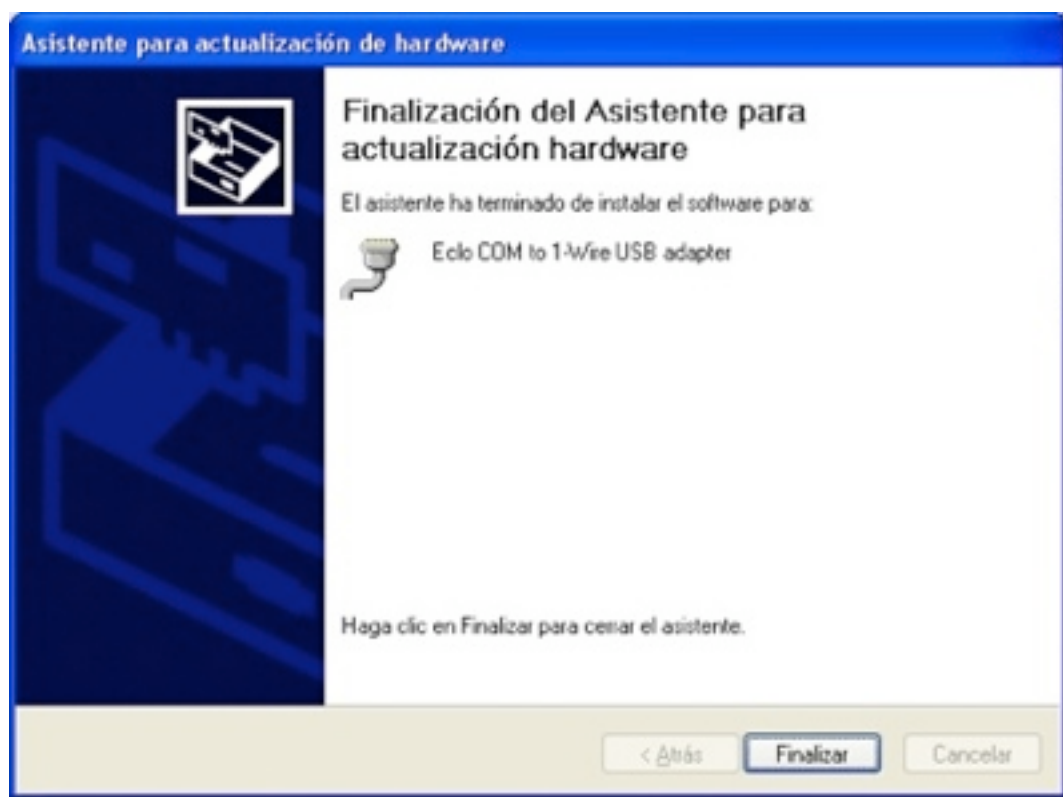 Asistente para actualización de hardware
Finalización del Asistente para
actualización hardware
El asistente ha terminado de instalar el software para:
Eclo COM to 1-Wire USB adapter
Haga clic en Finalizar para cerrar el asistente.
< Atrás
Finalizar
Cancelar